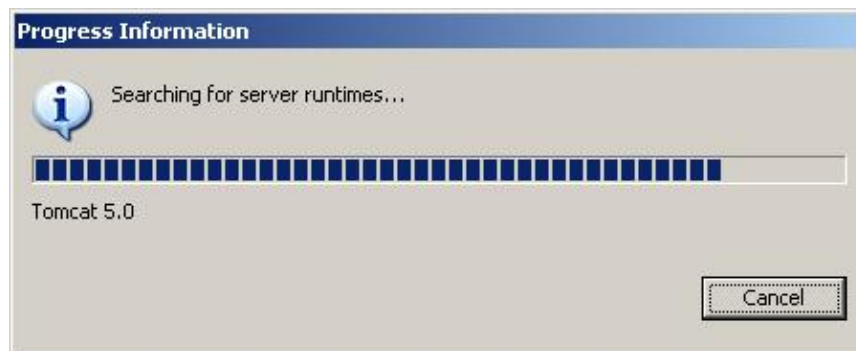 Progress Information
Searching for server runtimes...
Tomcat 5.0
Cancel